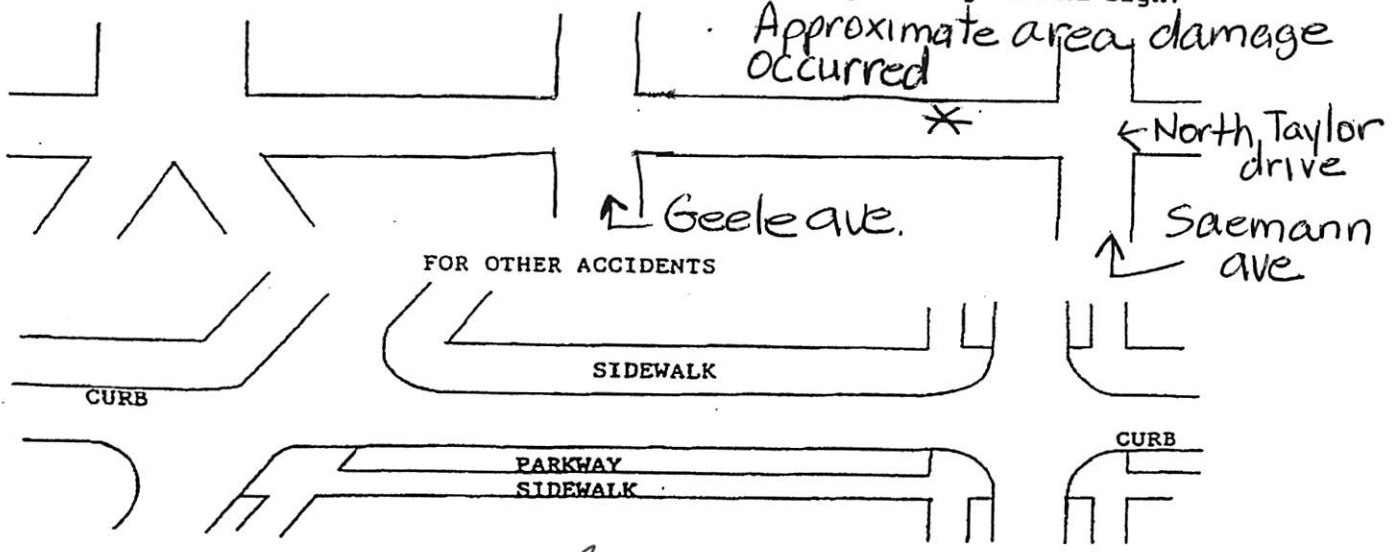 Approximate area damage
occurred
←North Taylor
drive
Geele ave.
Saemann
ave
FOR OTHER ACCIDENTS
SIDEWALK
CURB
CURB
PARKWAY
SIDEWALK